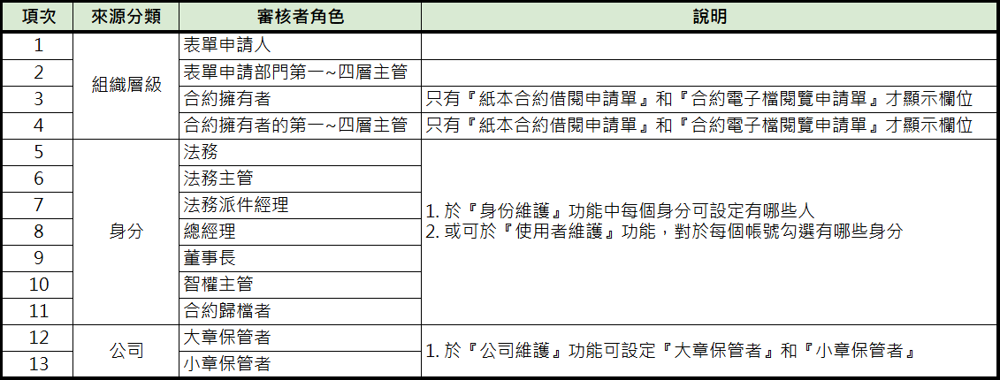 項次 來源分類 審核者角色 說明
1 組織層級 表單申請人
2 表單申請部門第一~四層主管
3 合約擁有者 只有『紙本合約借閱申請單』和『合約電子檔閱覽申請單』才顯示欄位
4 合約擁有者的第一~四層主管 只有『紙本合約借閱申請單』和『合約電子檔閱覽申請單』才顯示欄位
5 身分 法務
6 法務主管
7 法務派件經理
8 總經理
9 董事長
10 智權主管
11 合約歸檔者
1. 於『身份維護』功能中每個身分可設定有哪些人
2. 或可於『使用者維護』功能，對於每個帳號勾選有哪些身分
12 公司 大章保管者
13 小章保管者
1. 於『公司維護』功能可設定『大章保管者』和『小章保管者』